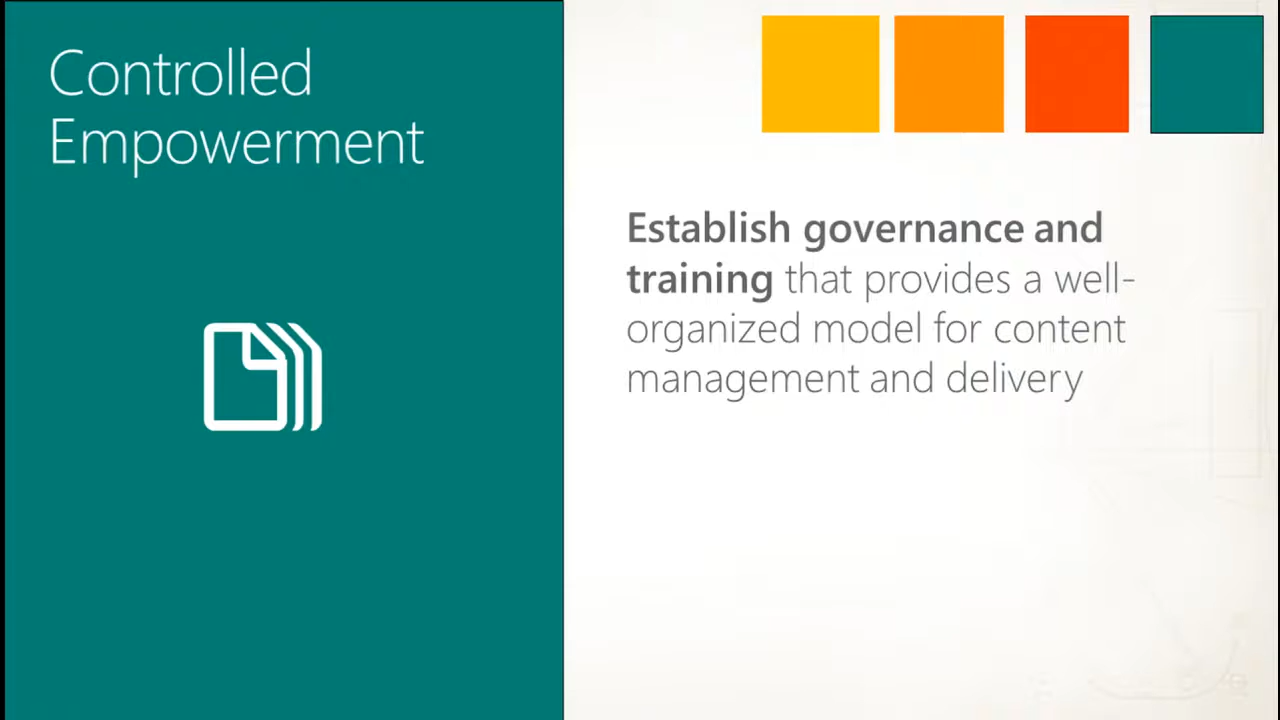 Controlled
Empowerment
Establish governance and
training that provides a well-
organized model for content
management and delivery